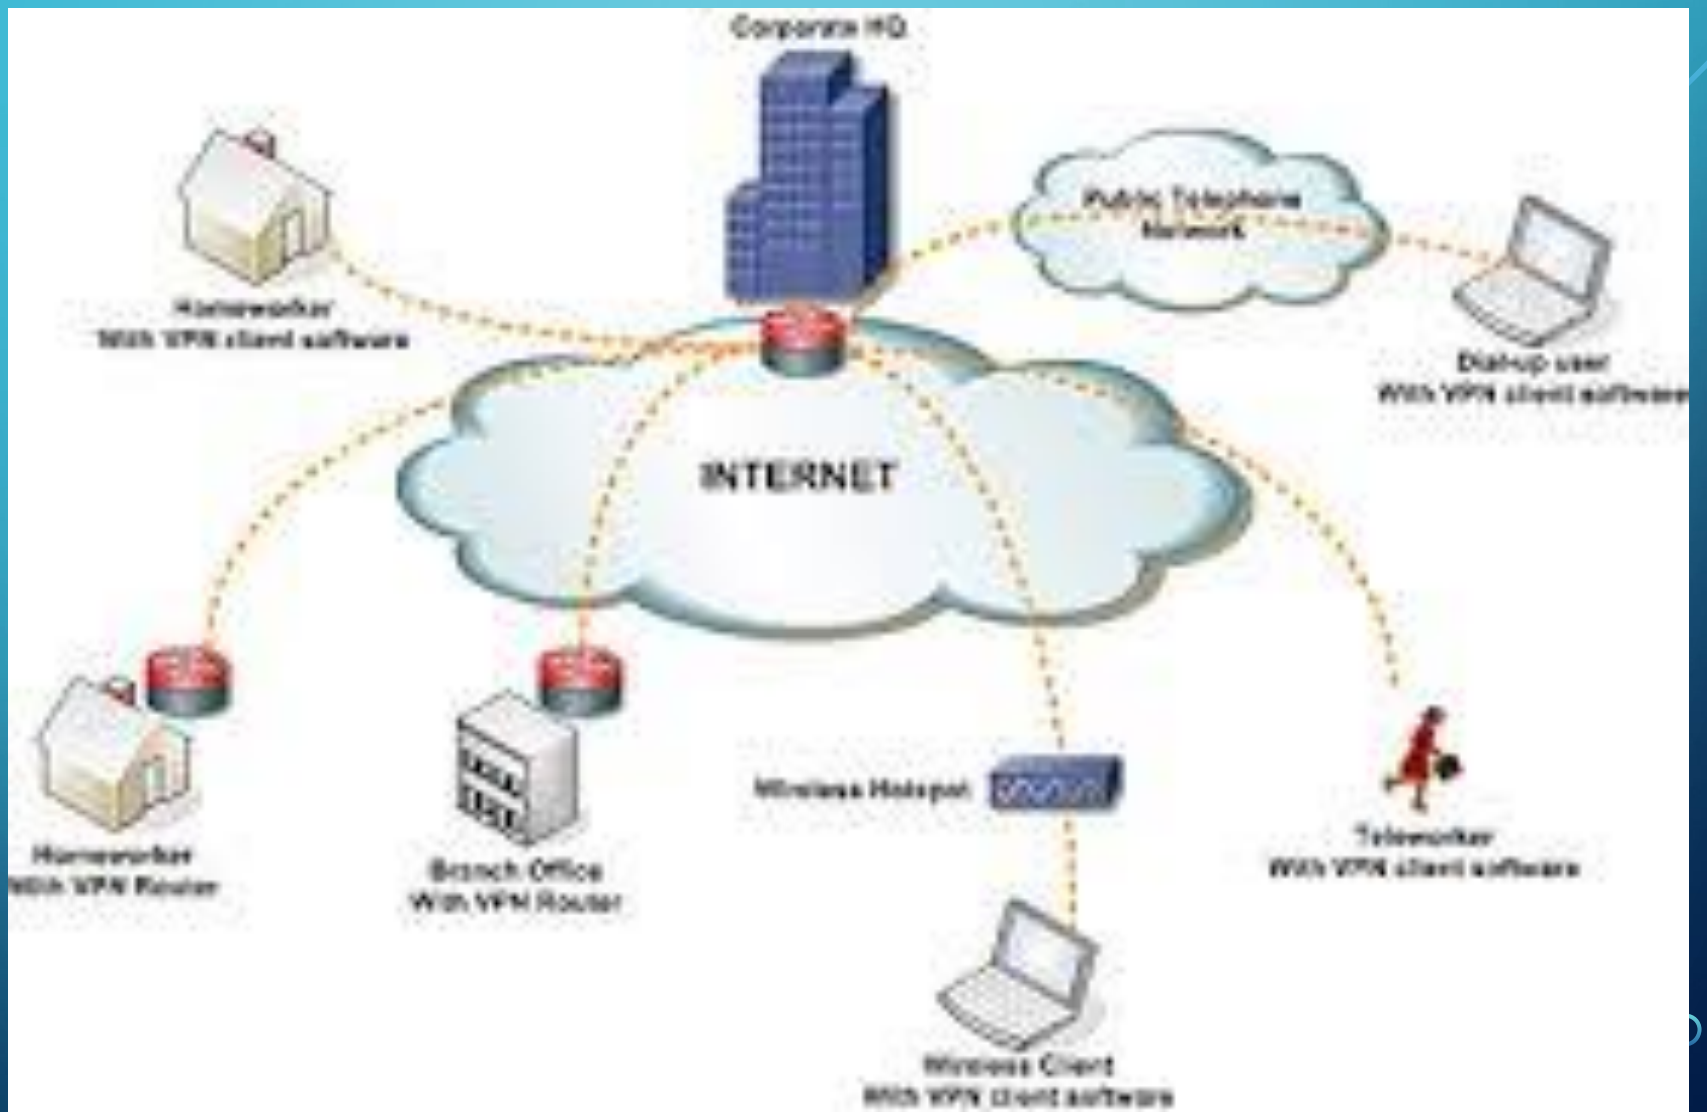 Corporate HQ
Public Telephone
Network
Homeworker
With VPN client software
Dial-up user
With VPN client software
INTERNET
Wireless Hotspot
Teleworker
With VPN client software
Homeworker
With VPN Router
Branch Office
With VPN Router
Wireless Client
With VPN client software